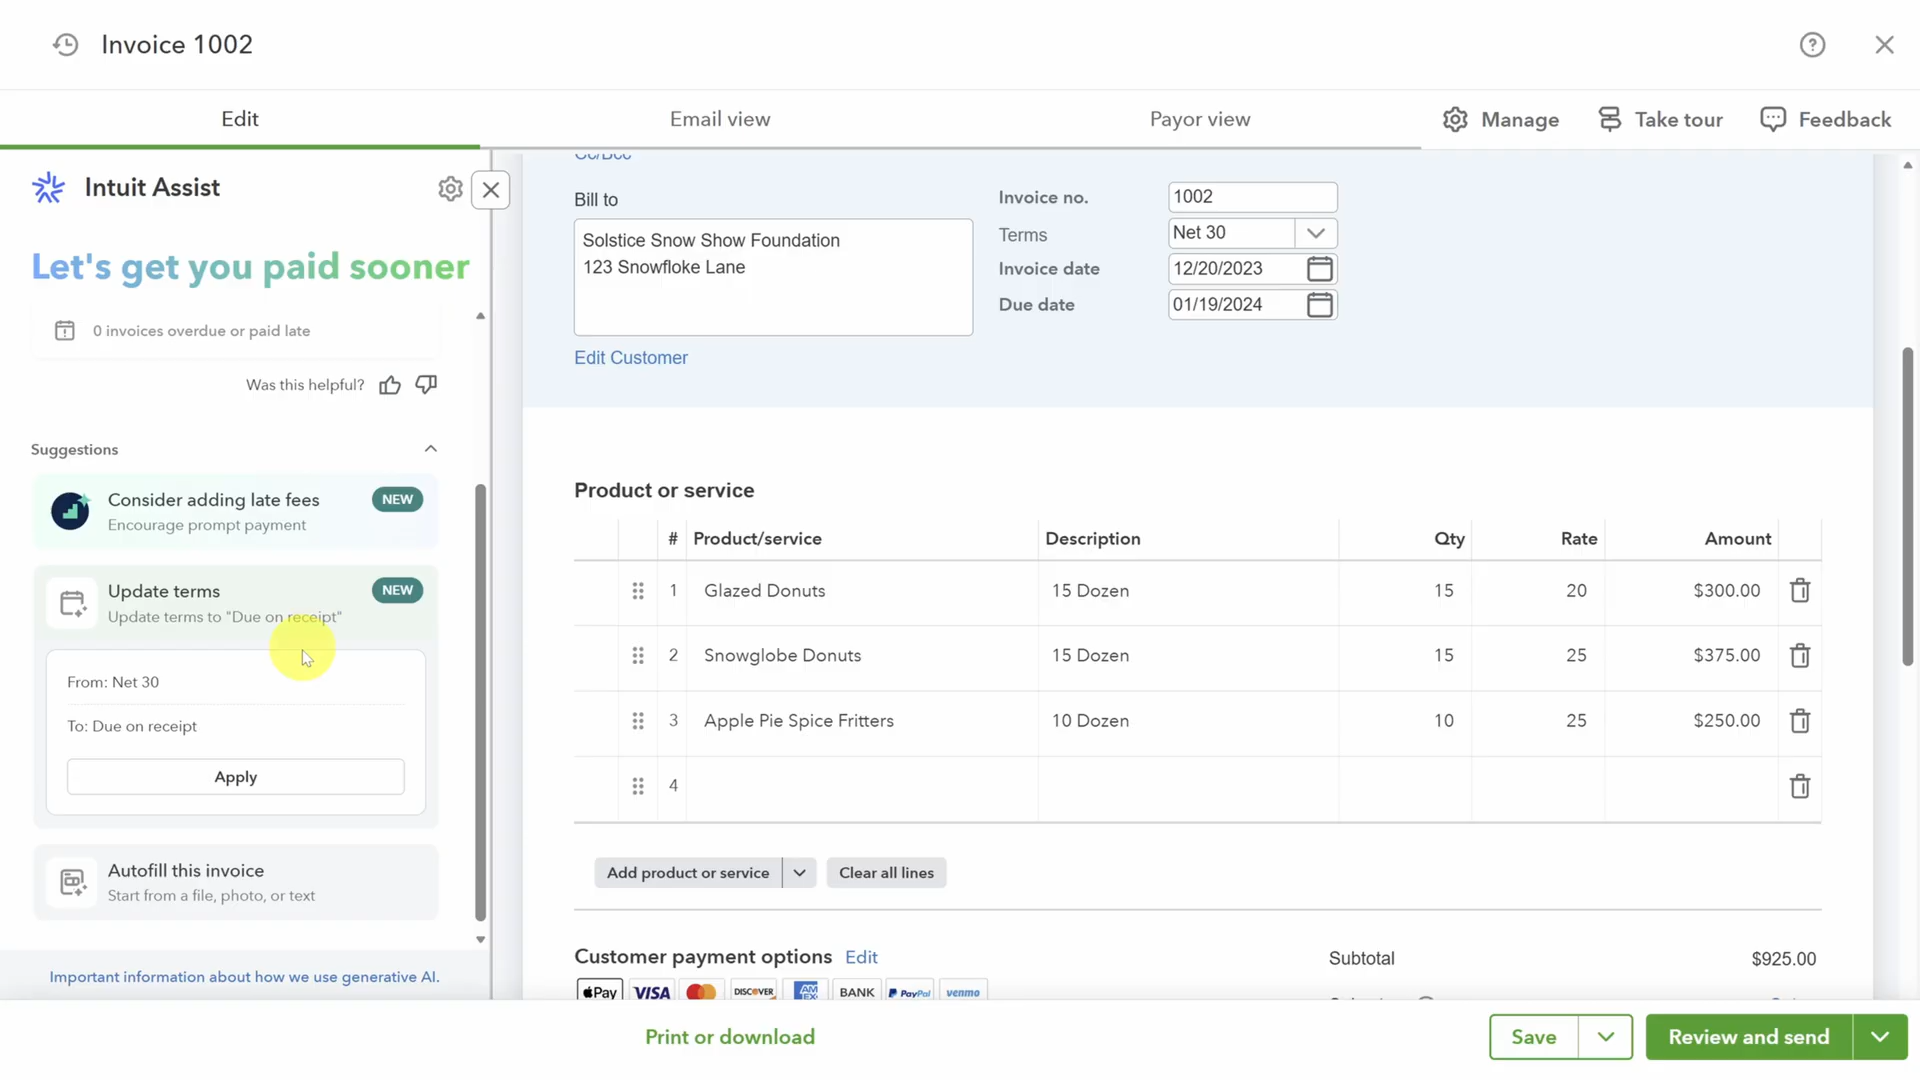 Invoice 1002
Edit
Email view
Payor view
Manage
Take tour
Feedback
Intuit Assist
Let's get you paid sooner
0 invoices overdue or paid late
Was this helpful?
Suggestions
Consider adding late fees
NEW
Encourage prompt payment
Update terms
NEW
Update terms to "Due on receipt"
From: Net 30
To: Due on receipt
Apply
Autofill this invoice
Start from a file, photo, or text
Important information about how we use generative AI.
Cc/Bcc
Bill to
Solstice Snow Show Foundation
123 Snowfloke Lane
Edit Customer
Invoice no. 1002
Terms Net 30
Invoice date 12/20/2023
Due date 01/19/2024
Product or service
# Product/service Description Qty Rate Amount
1 Glazed Donuts 15 Dozen 15 20 $300.00
2 Snowglobe Donuts 15 Dozen 15 25 $375.00
3 Apple Pie Spice Fritters 10 Dozen 10 25 $250.00
4
Add product or service
Clear all lines
Customer payment options Edit
Pay VISA DISCOVER AM EX BANK PayPal venmo
Subtotal $925.00
Print or download
Save
Review and send